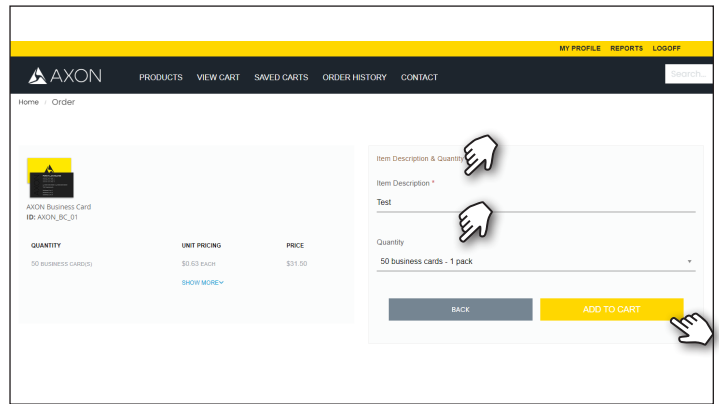 MY PROFILE REPORTS LOGOFF
AXON PRODUCTS VIEW CART SAVED CARTS ORDER HISTORY CONTACT Search...
Home > Order
Item Description & Quantity
Item Description *
Test
AXON Business Card
ID: AXON_BC_01
QUANTITY UNIT PRICING PRICE
50 BUSINESS CARD(S) $0.63 EACH $31.50
SHOW MORE
Quantity
50 business cards - 1 pack
BACK ADD TO CART